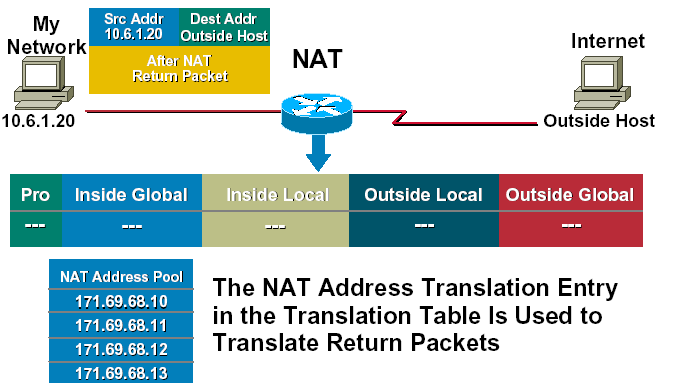 My
Network
10.6.1.20
Src Addr
10.6.1.20
Dest Addr
Outside Host
After NAT
Return Packet
NAT
Internet
Outside Host
Pro Inside Global Inside Local Outside Local Outside Global
--- --- --- --- ---
NAT Address Pool
171.69.68.10
171.69.68.11
171.69.68.12
171.69.68.13
The NAT Address Translation Entry
in the Translation Table Is Used to
Translate Return Packets